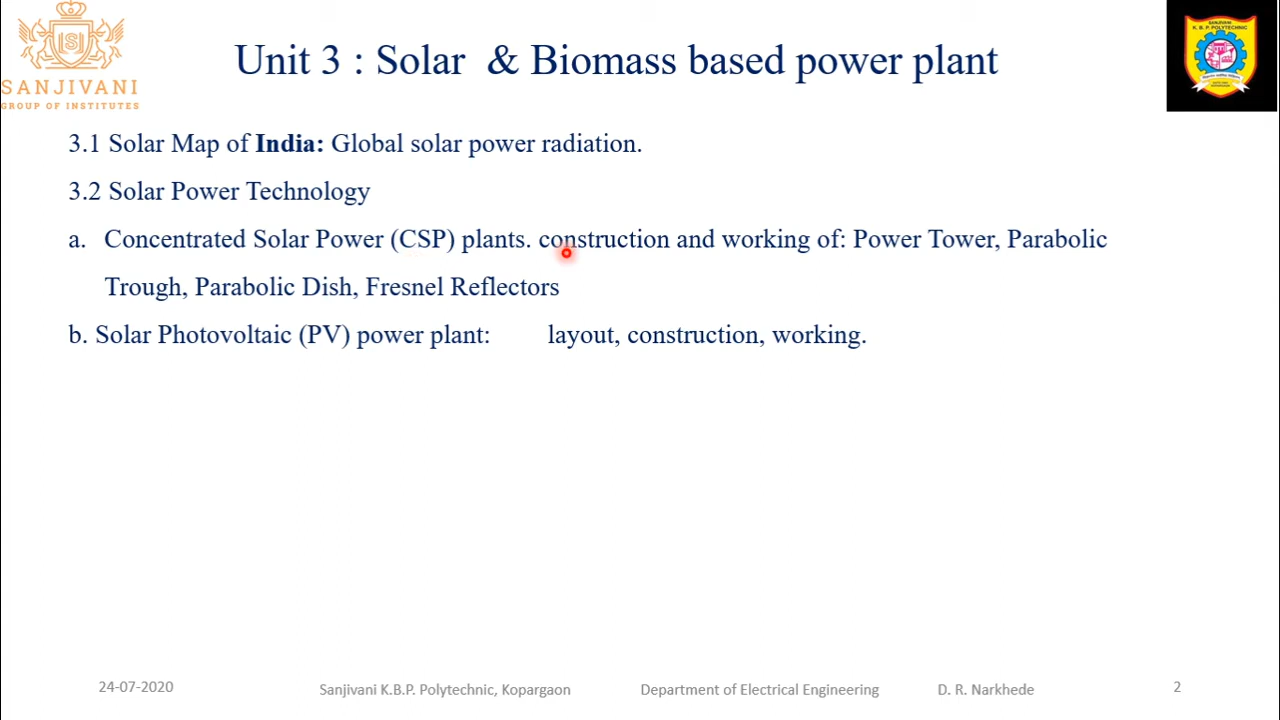 SANJIVANI
GROUP OF INSTITUTES
Unit 3 : Solar & Biomass based power plant
SANJIVANI
K. B. P. POLYTECHNIC
3.1 Solar Map of India: Global solar power radiation.
3.2 Solar Power Technology
a. Concentrated Solar Power (CSP) plants. construction and working of: Power Tower, Parabolic
Trough, Parabolic Dish, Fresnel Reflectors
b. Solar Photovoltaic (PV) power plant: layout, construction, working.
24-07-2020 Sanjivani K.B.P. Polytechnic, Kopargaon Department of Electrical Engineering D. R. Narkhede 2